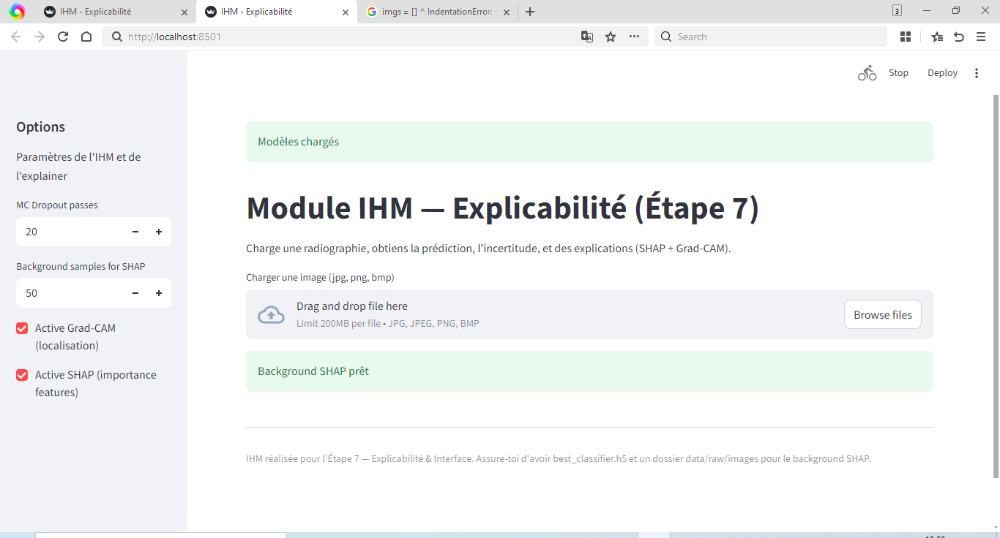 IHM - Explicabilité
IHM - Explicabilité
imgs = [] ^ IndentationError:
3
http://localhost:8501
Search
Stop
Deploy
Options
Paramètres de l'IHM et de
l'explainer
MC Dropout passes
20
Background samples for SHAP
50
Active Grad-CAM
(localisation)
Active SHAP (importance
features)
Modèles chargés
Module IHM — Explicabilité (Étape 7)
Charge une radiographie, obtiens la prédiction, l'incertitude, et des explications (SHAP + Grad-CAM).
Charger une image (jpg, png, bmp)
Drag and drop file here
Limit 200MB per file • JPG, JPEG, PNG, BMP
Browse files
Background SHAP prêt
IHM réalisée pour l'Étape 7 — Explicabilité & Interface. Assure-toi d'avoir best_classifier.h5 et un dossier data/raw/images pour le background SHAP.